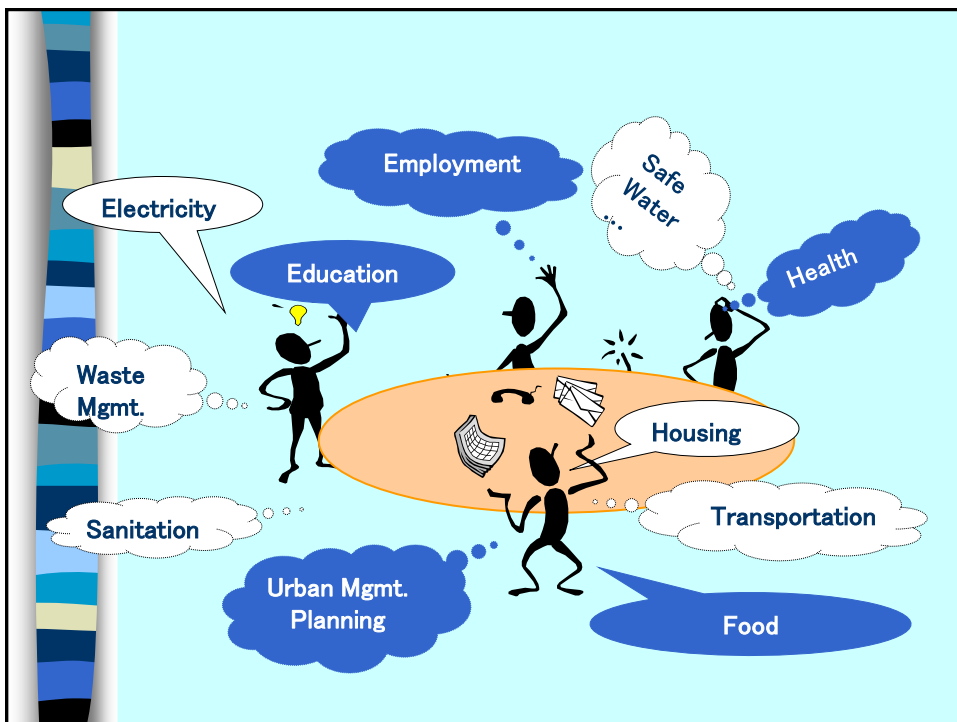 Employment
Safe
Water
...
Electricity
Education
Health
Waste
Mgmt.
Housing
Sanitation
Transportation
Urban Mgmt.
Planning
Food